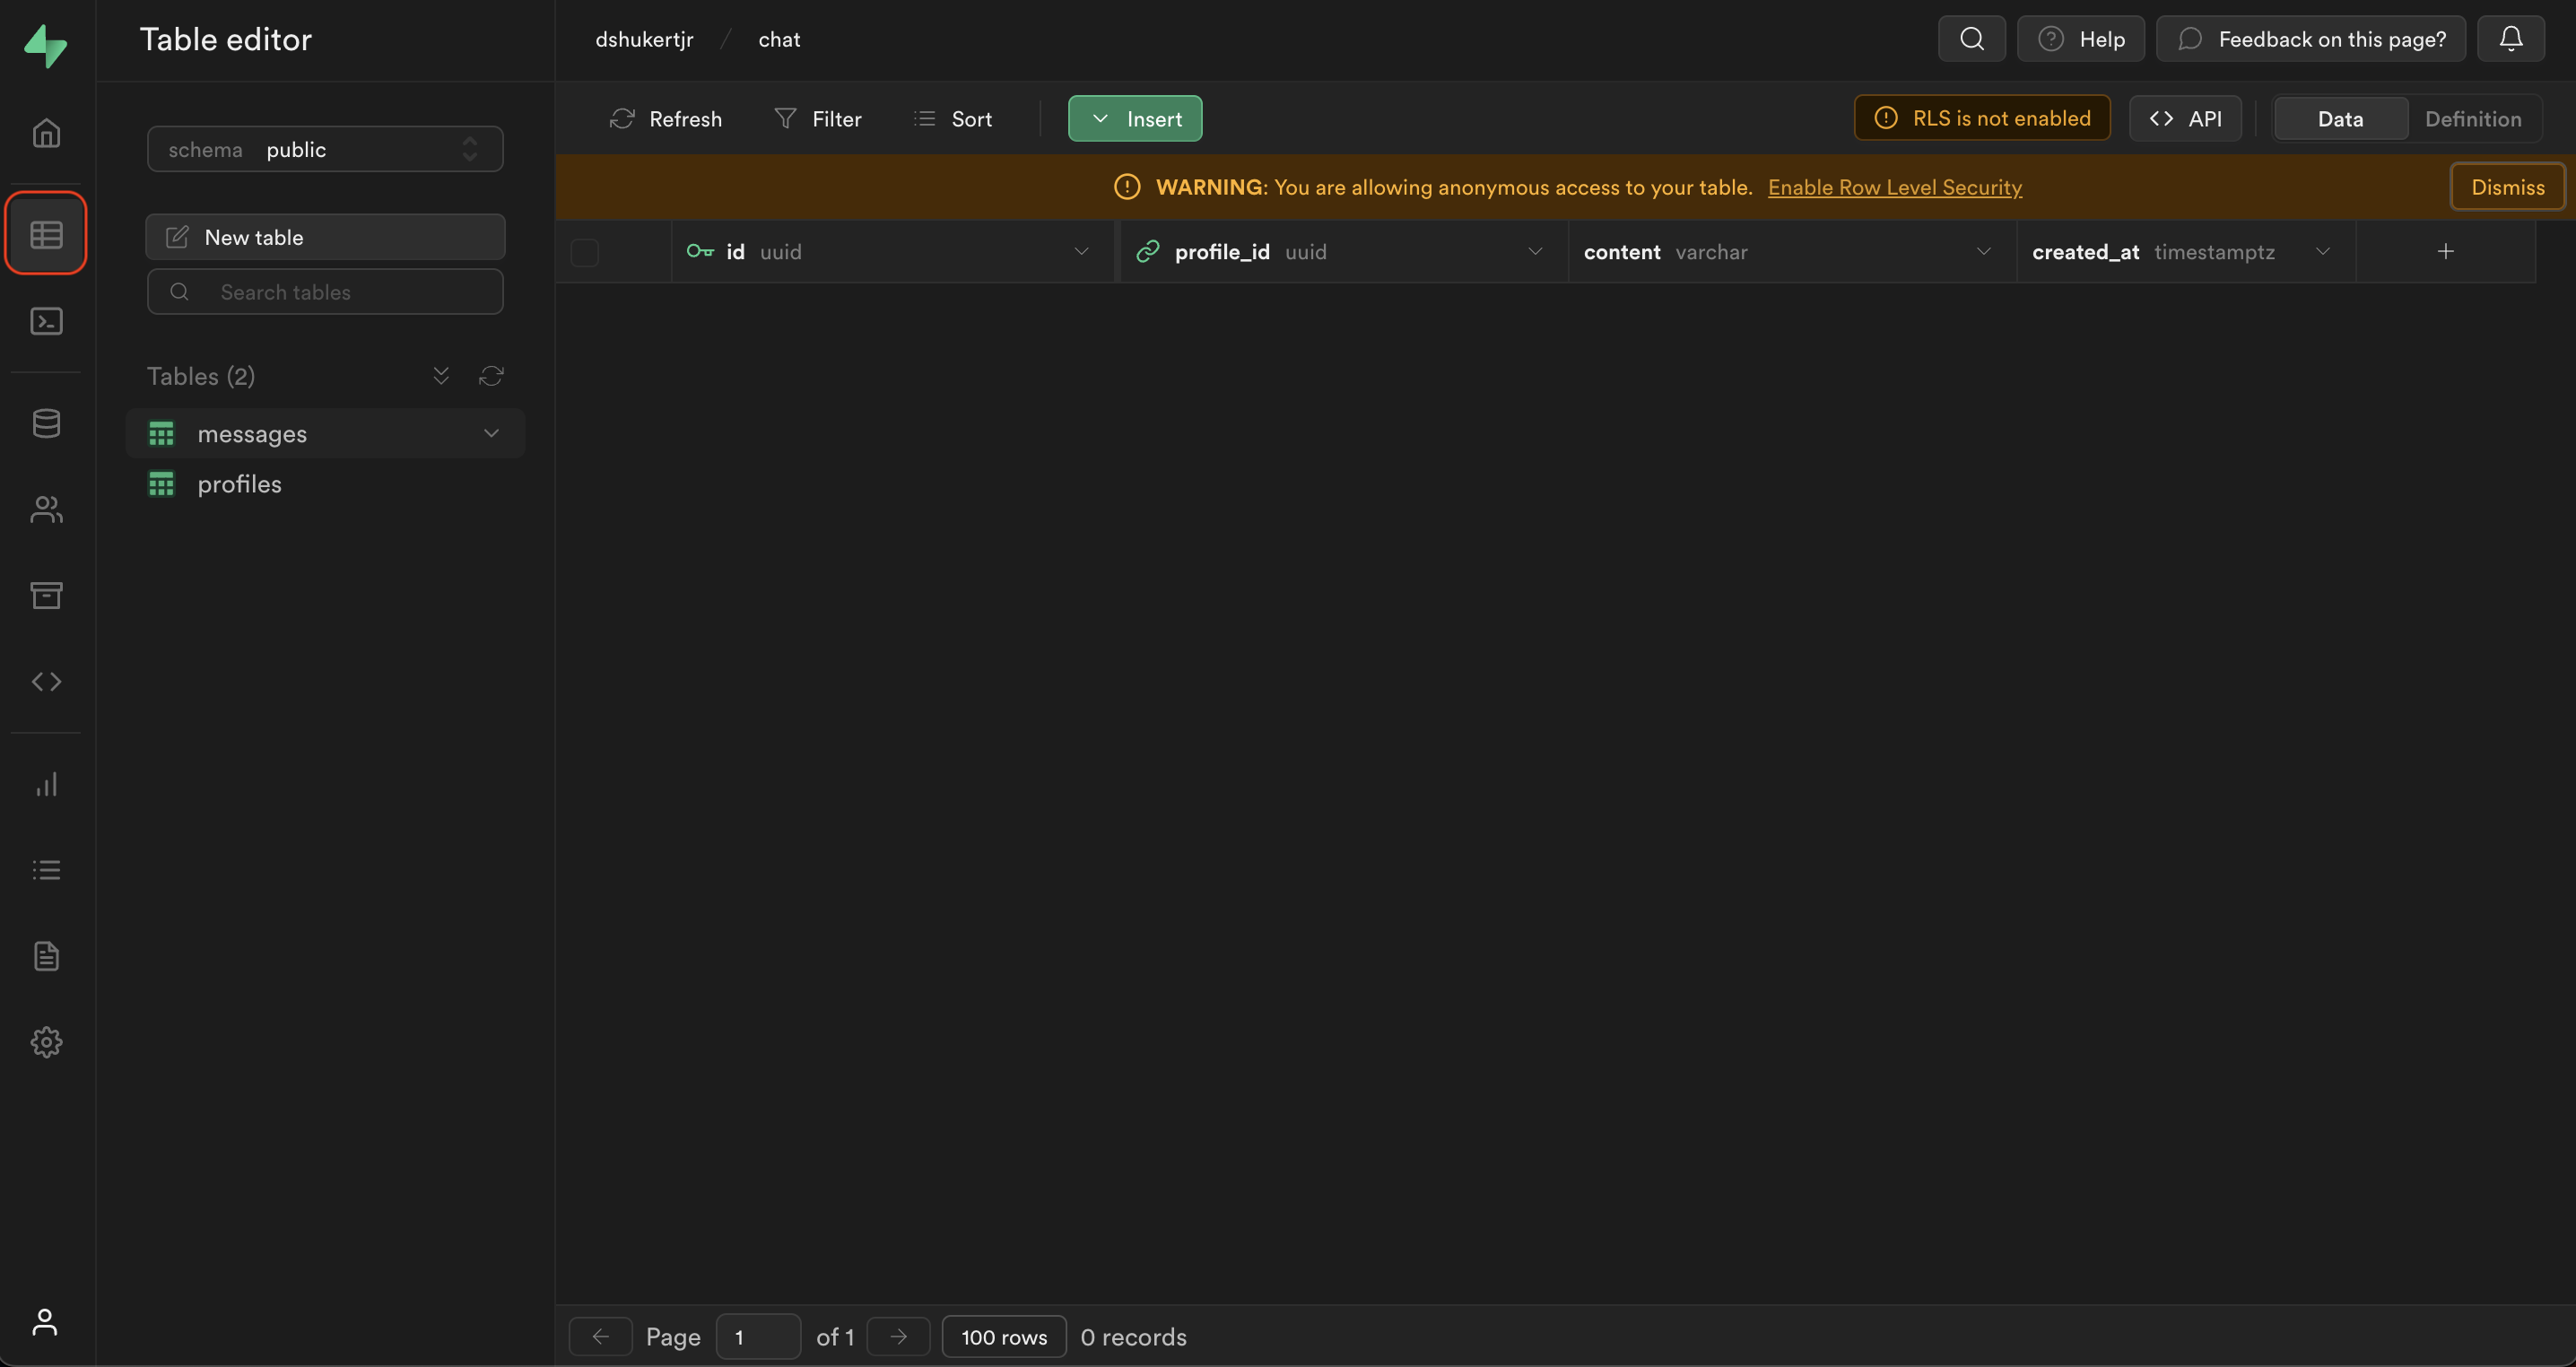 Table editor
dshukertjr / chat
Help
Feedback on this page?
schema public
New table
Search tables
Tables (2)
messages
profiles
Refresh
Filter
Sort
Insert
RLS is not enabled
API
Data
Definition
WARNING: You are allowing anonymous access to your table. Enable Row Level Security
Dismiss
id uuid
profile_id uuid
content varchar
created_at timestamptz
Page 1 of 1
100 rows
0 records